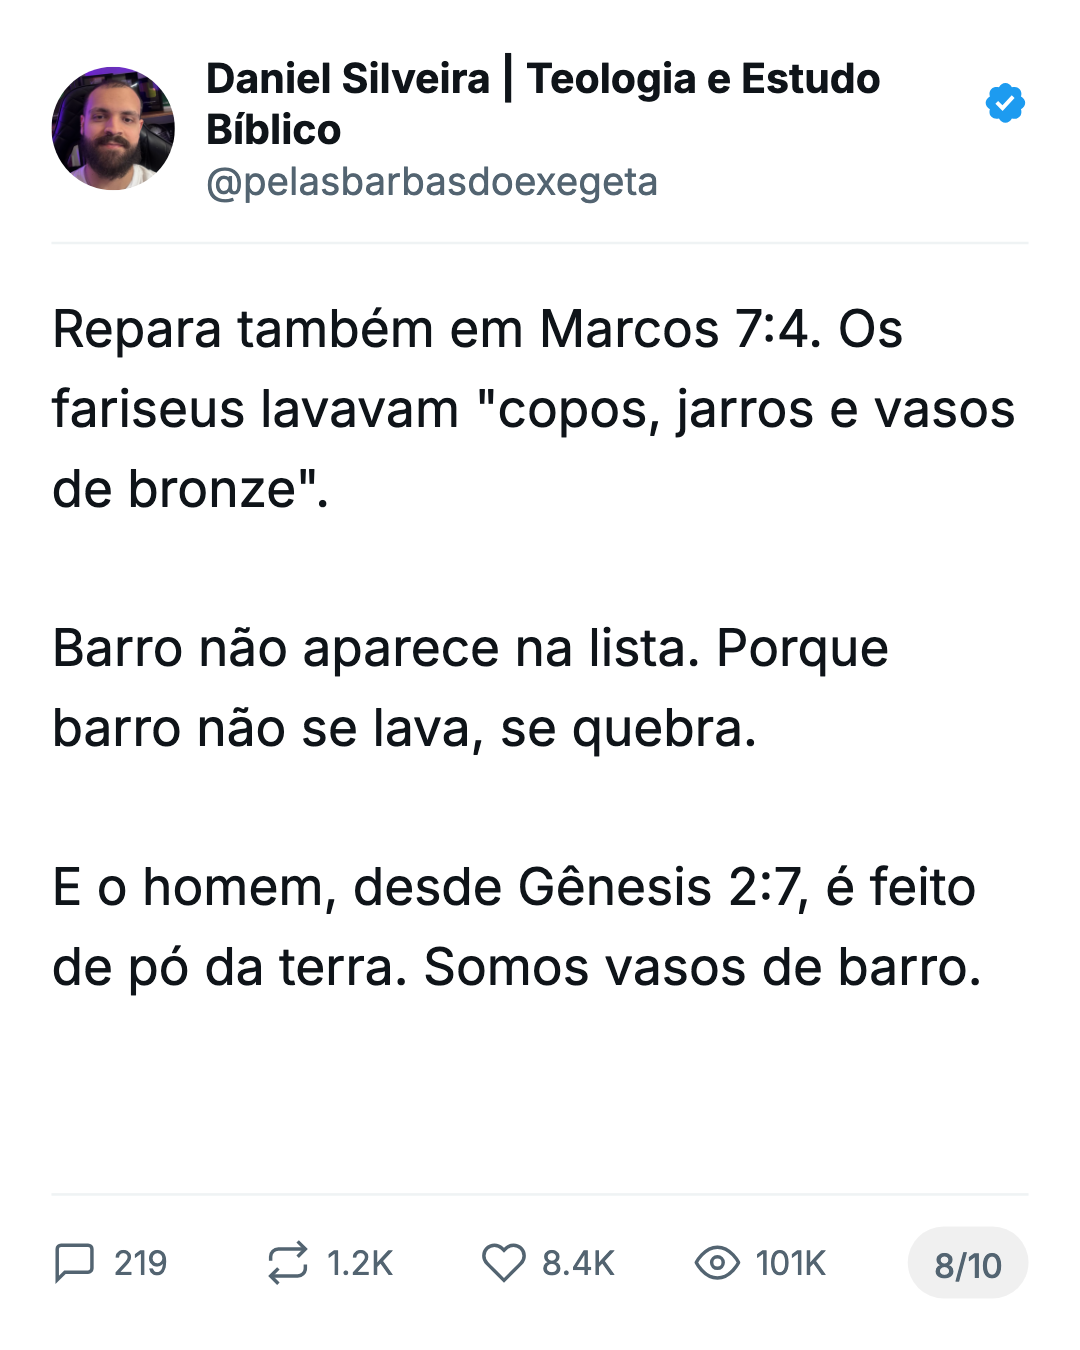 Daniel Silveira | Teologia e Estudo
Bíblico
@pelasbarbasdoexegeta
Repara também em Marcos 7:4. Os
fariseus lavavam "copos, jarros e vasos
de bronze".
Barro não aparece na lista. Porque
barro não se lava, se quebra.
E o homem, desde Gênesis 2:7, é feito
de pó da terra. Somos vasos de barro.
219 1.2K 8.4K 101K 8/10